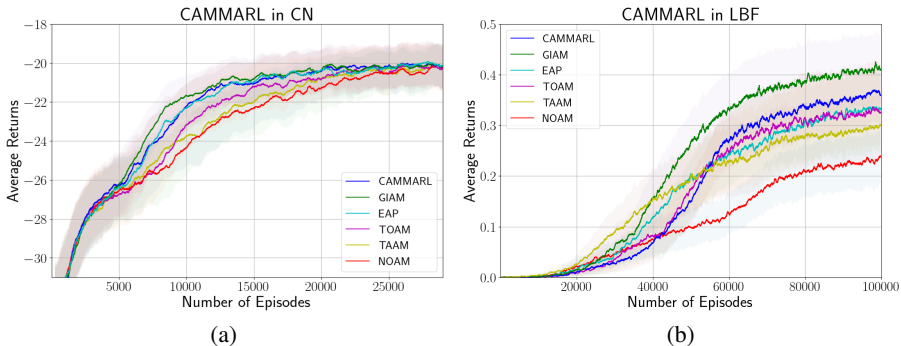 CAMMARL in CN
−18
−20
−22
−24
−26
−28
−30
Average Returns
5000
10000
15000
20000
25000
Number of Episodes
CAMMARL
GIAM
EAP
TOAM
TAAM
NOAM
(a)
CAMMARL in LBF
0.5
0.4
0.3
0.2
0.1
0.0
Average Returns
20000
40000
60000
80000
100000
Number of Episodes
CAMMARL
GIAM
EAP
TOAM
TAAM
NOAM
(b)